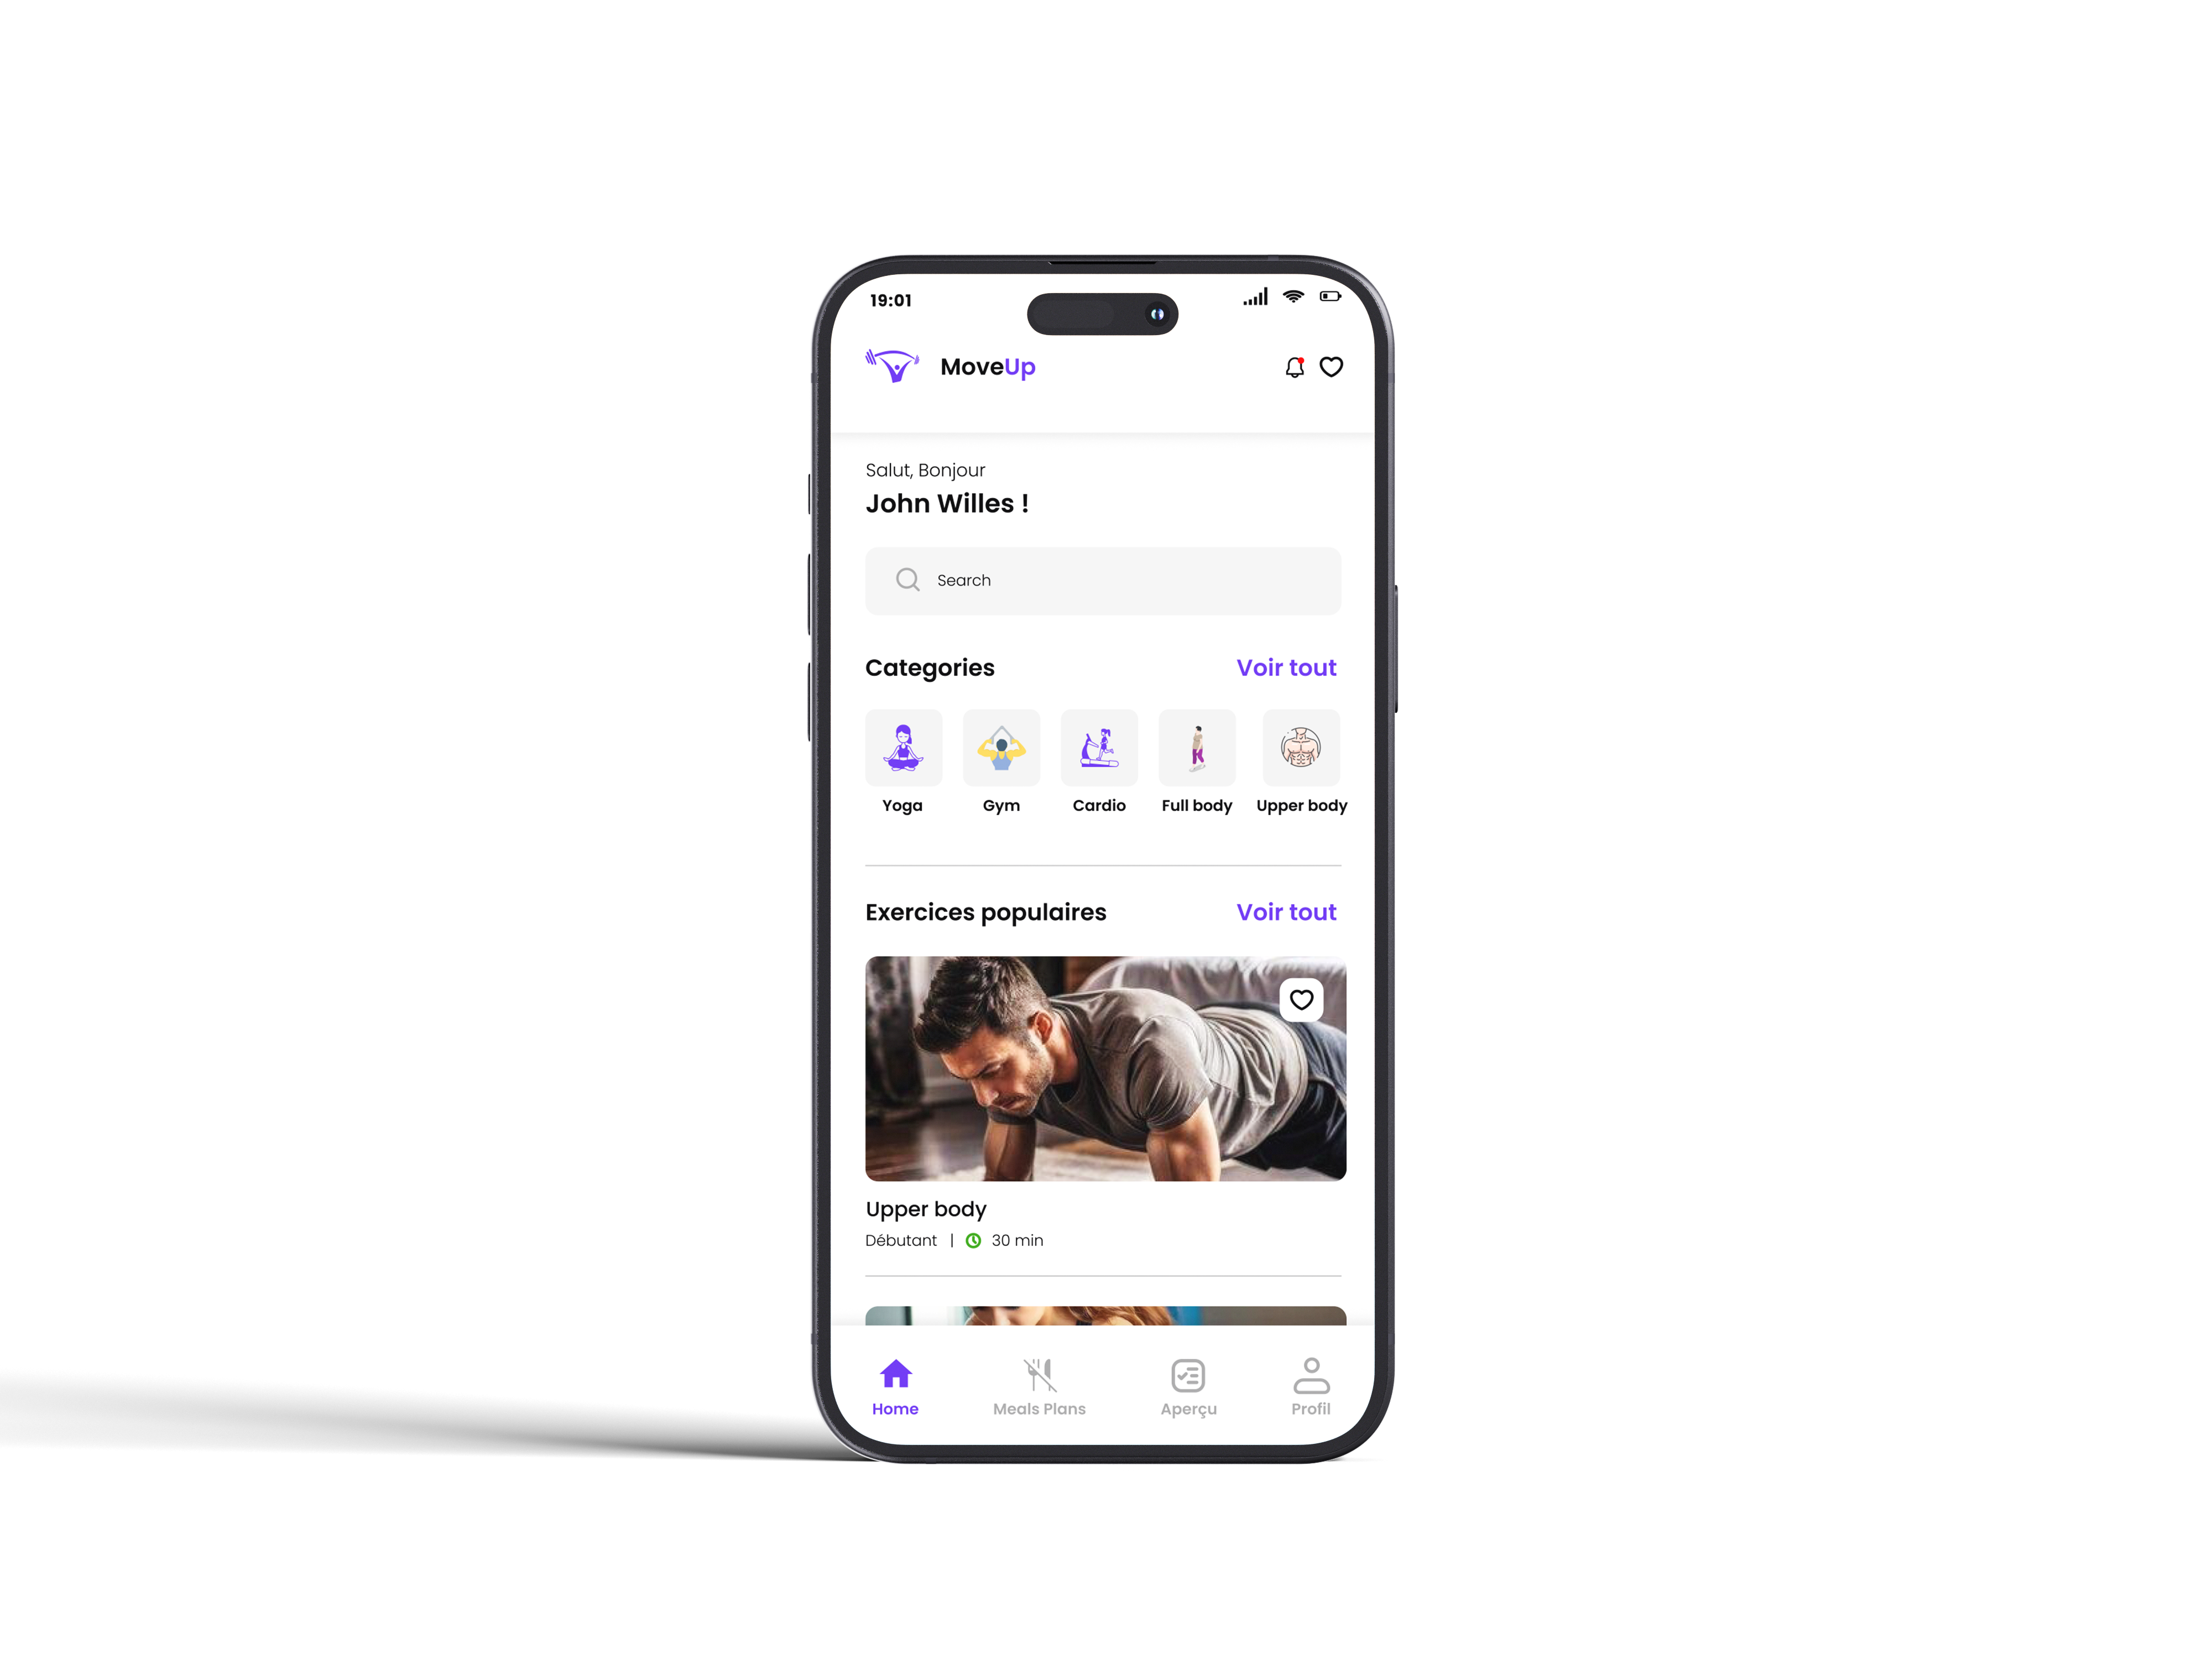 19:01
MoveUp
Salut, Bonjour
John Willes !
Search
Categories
Voir tout
Yoga
Gym
Cardio
Full body
Upper body
Exercices populaires
Voir tout
Upper body
Débutant | 30 min
Home
Meals Plans
Aperçu
Profil